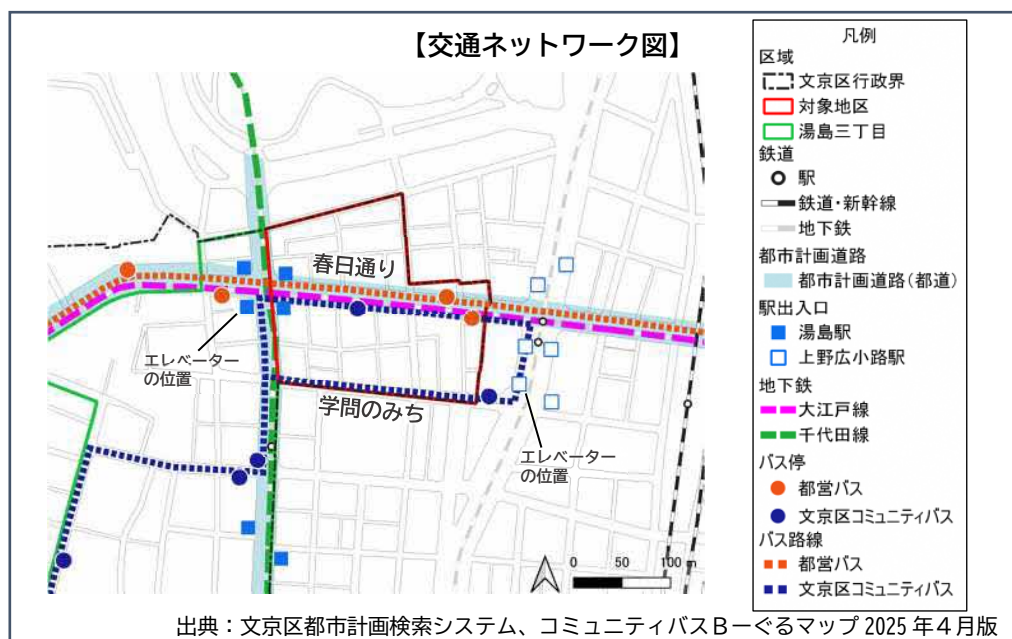 【交通ネットワーク図】
春日通り
エレベーター
の位置
学問のみち
エレベーター
の位置
0 50 100 m
凡例
区域
文京区行政界
対象地区
湯島三丁目
鉄道
駅
鉄道・新幹線
地下鉄
都市計画道路
都市計画道路(都道)
駅出入口
湯島駅
上野広小路駅
地下鉄
大江戸線
千代田線
バス停
都営バス
文京区コミュニティバス
バス路線
都営バス
文京区コミュニティバス
出典:文京区都市計画検索システム、コミュニティバスBーぐるマップ2025年4月版